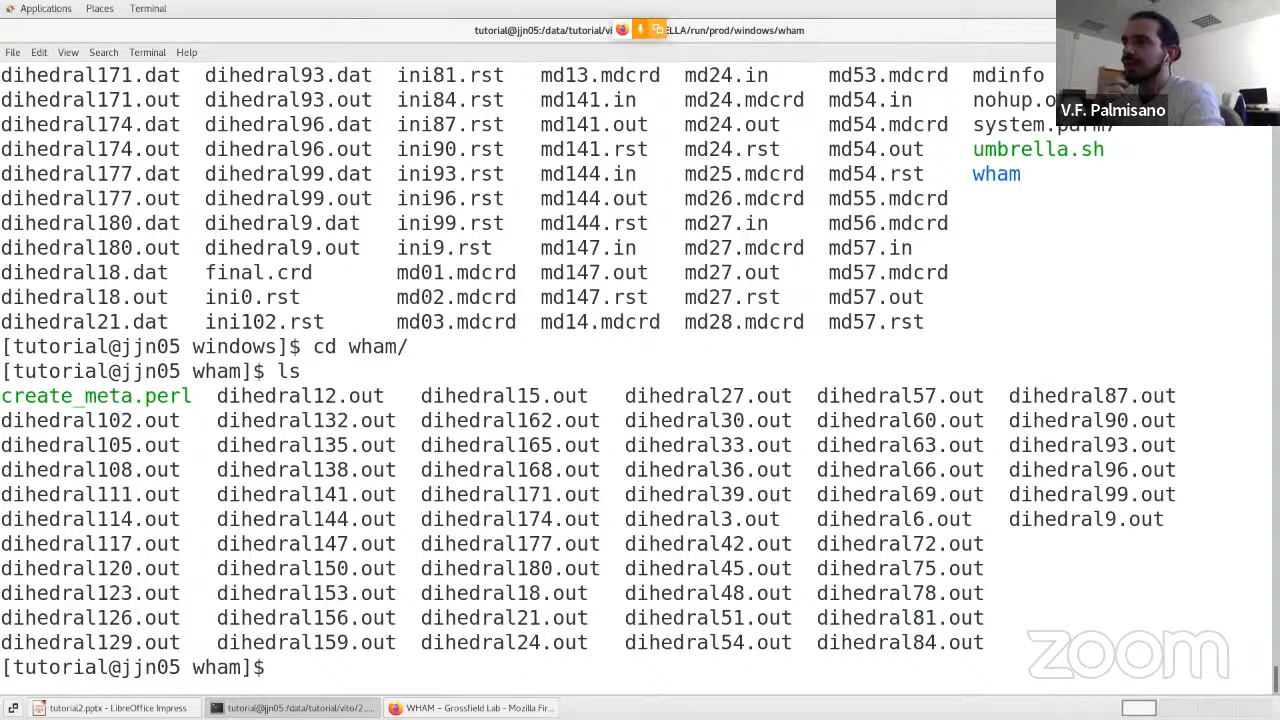 Applications Places Terminal
tutorial@jjn05:/data/tutorial/vi ELLA/run/prod/windows/wham
File Edit View Search Terminal Help
V.F. Palmisano
dihedral171.dat dihedral93.dat ini81.rst md13.mdcrd md24.in md53.mdcrd mdinfo
dihedral171.out dihedral93.out ini84.rst md141.in md24.mdcrd md54.in nohup.o
dihedral174.dat dihedral96.dat ini87.rst md141.out md24.out md54.mdcrd system.parm7
dihedral174.out dihedral96.out ini90.rst md141.rst md24.rst md54.out umbrella.sh
dihedral177.dat dihedral99.dat ini93.rst md144.in md25.mdcrd md54.rst wham
dihedral177.out dihedral99.out ini96.rst md144.out md26.mdcrd md55.mdcrd
dihedral180.dat dihedral9.dat ini99.rst md144.rst md27.in md56.mdcrd
dihedral180.out dihedral9.out ini9.rst md147.in md27.mdcrd md57.in
dihedral18.dat final.crd md01.mdcrd md147.out md27.out md57.mdcrd
dihedral18.out ini0.rst md02.mdcrd md147.rst md27.rst md57.out
dihedral21.dat ini102.rst md03.mdcrd md14.mdcrd md28.mdcrd md57.rst
[tutorial@jjn05 windows]$ cd wham/
[tutorial@jjn05 wham]$ ls
create_meta.perl dihedral12.out dihedral15.out dihedral27.out dihedral57.out dihedral87.out
dihedral102.out dihedral132.out dihedral162.out dihedral30.out dihedral60.out dihedral90.out
dihedral105.out dihedral135.out dihedral165.out dihedral33.out dihedral63.out dihedral93.out
dihedral108.out dihedral138.out dihedral168.out dihedral36.out dihedral66.out dihedral96.out
dihedral111.out dihedral141.out dihedral171.out dihedral39.out dihedral69.out dihedral99.out
dihedral114.out dihedral144.out dihedral174.out dihedral3.out dihedral6.out dihedral9.out
dihedral117.out dihedral147.out dihedral177.out dihedral42.out dihedral72.out
dihedral120.out dihedral150.out dihedral180.out dihedral45.out dihedral75.out
dihedral123.out dihedral153.out dihedral18.out dihedral48.out dihedral78.out
dihedral126.out dihedral156.out dihedral21.out dihedral51.out dihedral81.out
dihedral129.out dihedral159.out dihedral24.out dihedral54.out dihedral84.out
[tutorial@jjn05 wham]$
zoom
tutorial2.pptx - LibreOffice Impress tutorial@jjn05:/data/tutorial/vito/2.... WHAM – Grossfield Lab - Mozilla Fir...